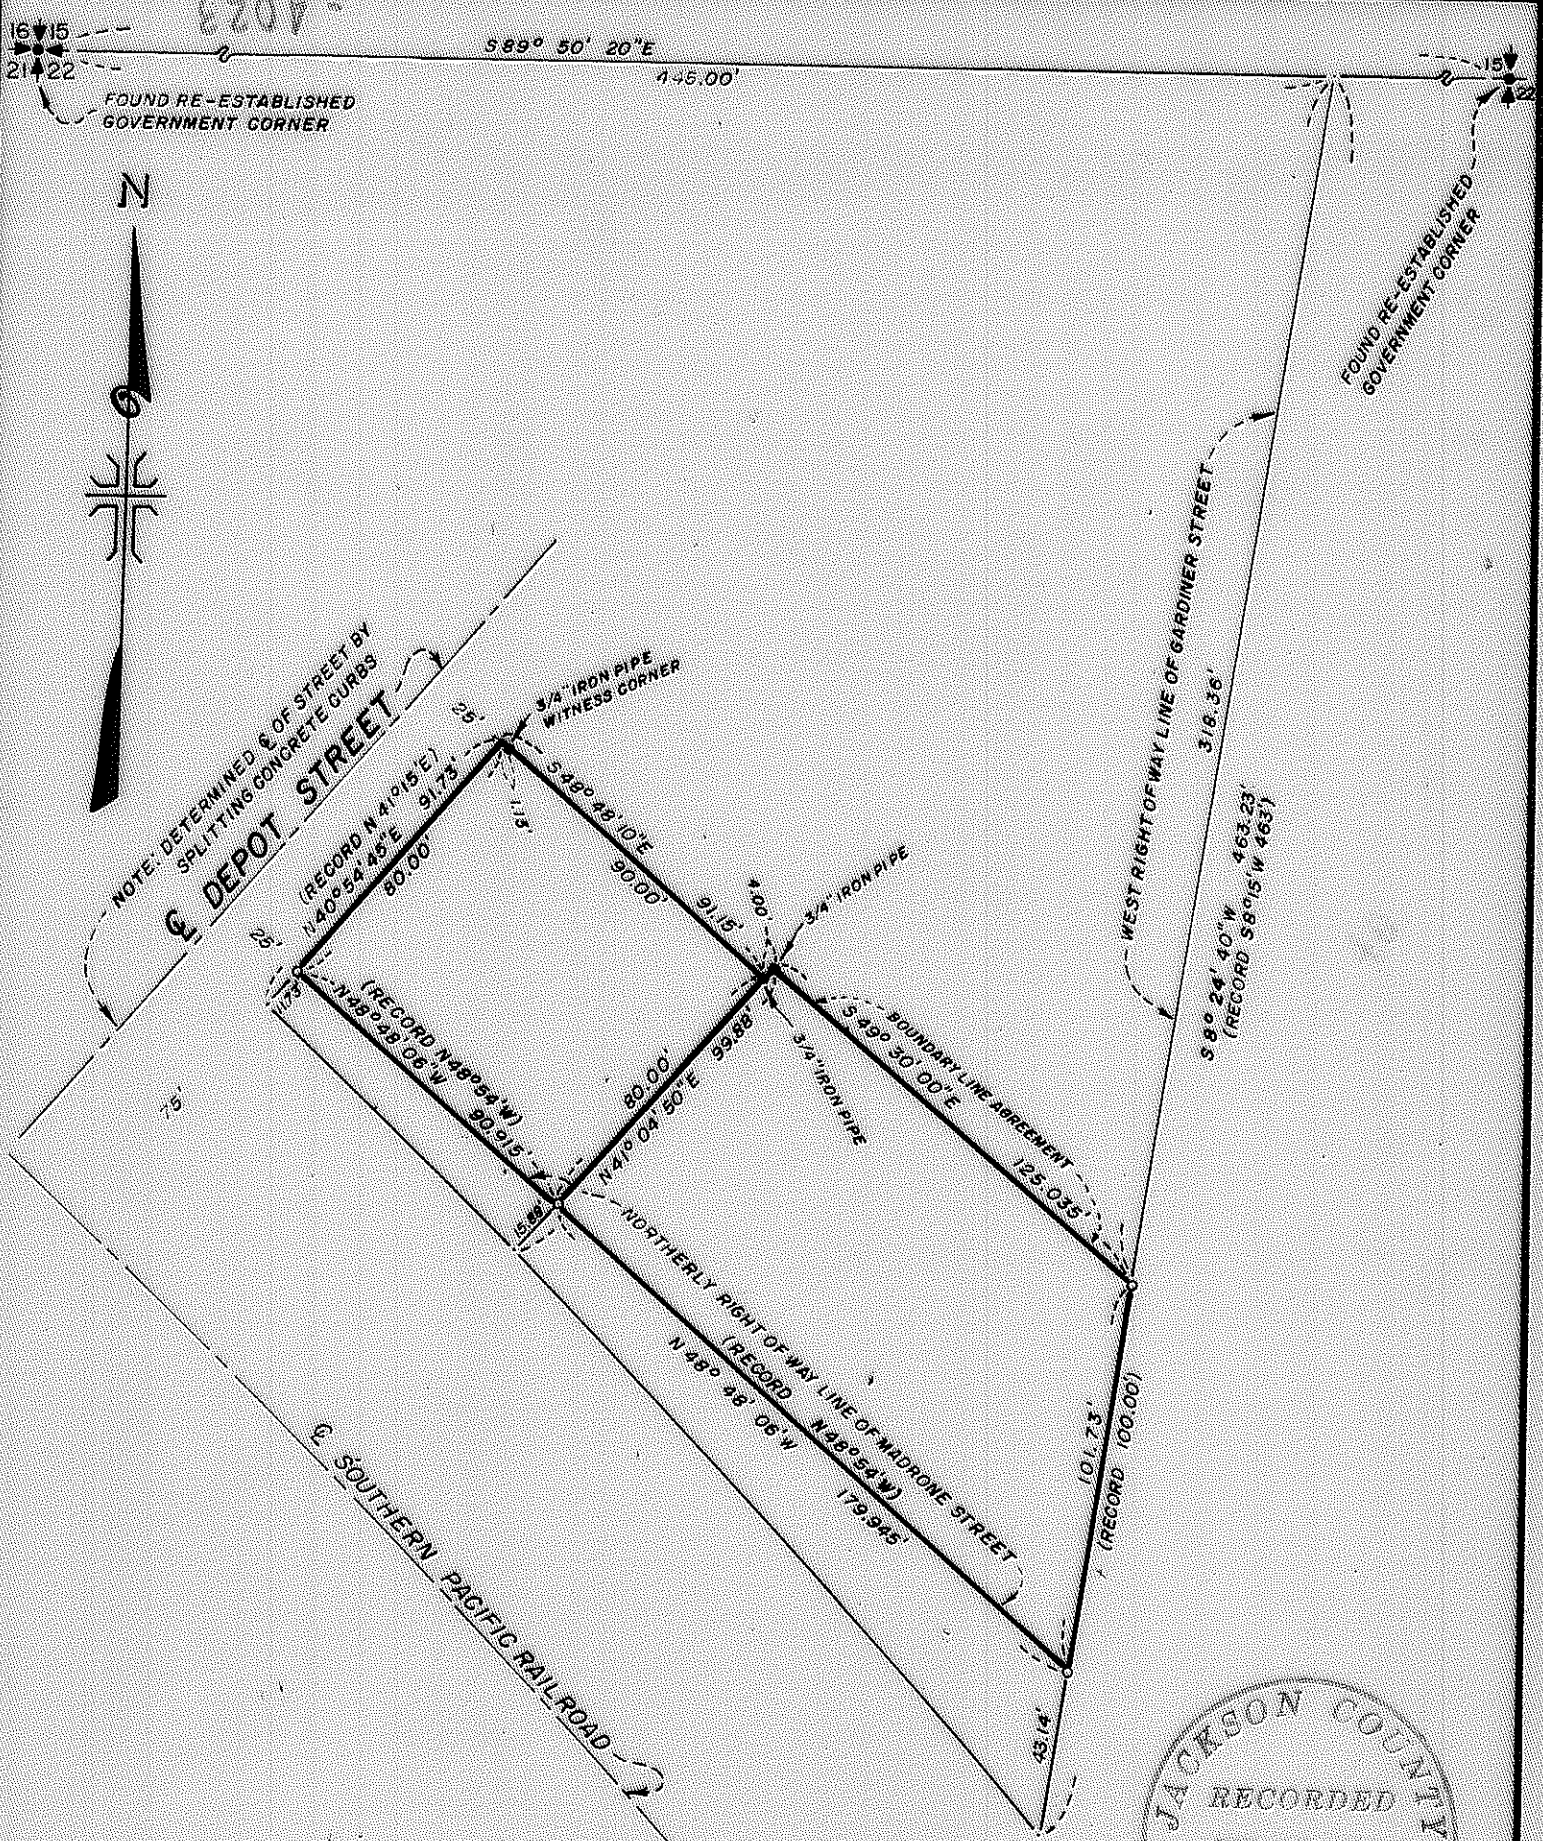 4023
16 15
21 22
S 89° 50' 20" E
445.00'
15
22
FOUND RE-ESTABLISHED
GOVERNMENT CORNER
FOUND RE-ESTABLISHED
GOVERNMENT CORNER
N
WEST RIGHT OF WAY LINE OF GARDINER STREET
318.36'
S 8° 24' 40" W 463.23'
(RECORD S8°15'W 463')
NOTE: DETERMINED ℄ OF STREET BY
SPLITTING CONCRETE CURBS
℄ DEPOT STREET
25'
25'
75'
3/4" IRON PIPE
WITNESS CORNER
(RECORD N 41°15'E)
N 40°54'45"E 91.73'
80.00'
1.15'
S 48° 48' 10" E
90.00'
91.15'
4.00'
3/4" IRON PIPE
3/4" IRON PIPE
11.73'
(RECORD N48°54'W)
N 48° 48' 06" W 90.915'
80.00'
99.88'
N 41° 04' 50" E
15.88'
BOUNDARY LINE AGREEMENT
S 49° 30' 00" E
125.035'
NORTHERLY RIGHT OF WAY LINE OF MADRONE STREET
(RECORD N48°54'W)
N 48° 48' 06" W 179.945'
101.73'
(RECORD 100.00')
43.14'
℄ SOUTHERN PACIFIC RAILROAD
JACKSON COUNTY
RECORDED